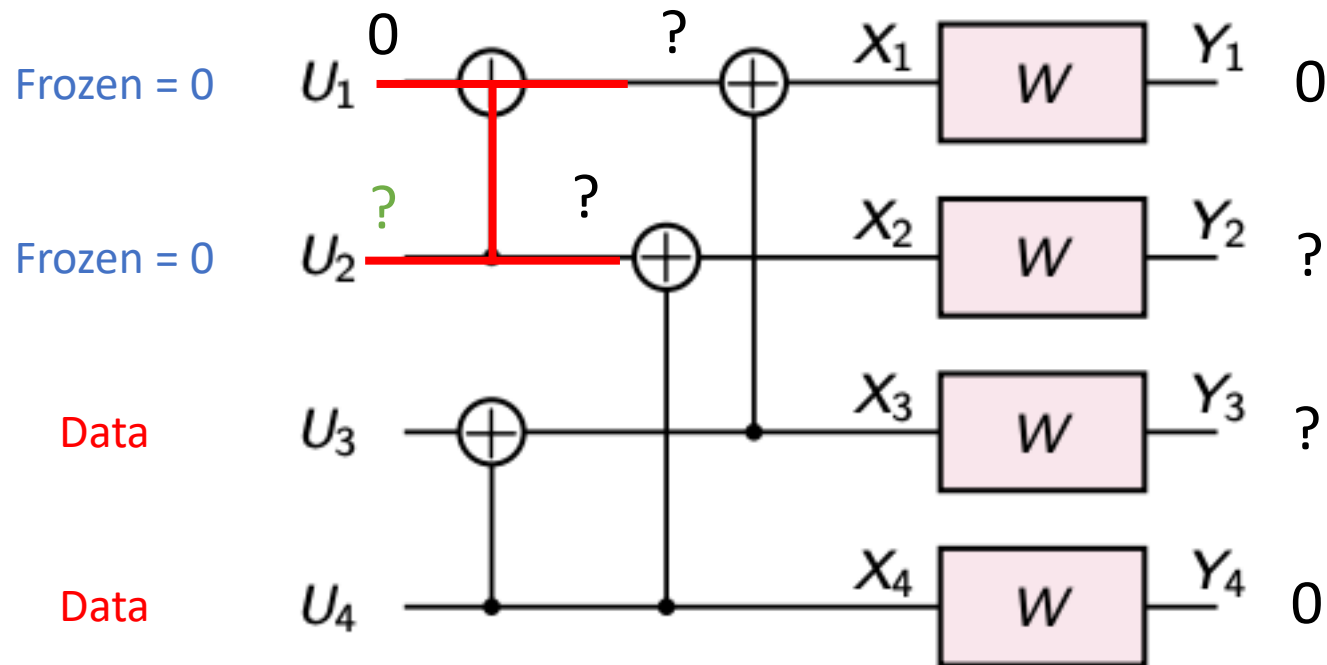 0 ?
Frozen = 0 U₁ X₁ W Y₁ 0
? ?
Frozen = 0 U₂ X₂ W Y₂ ?
Data U₃ X₃ W Y₃ ?
Data U₄ X₄ W Y₄ 0